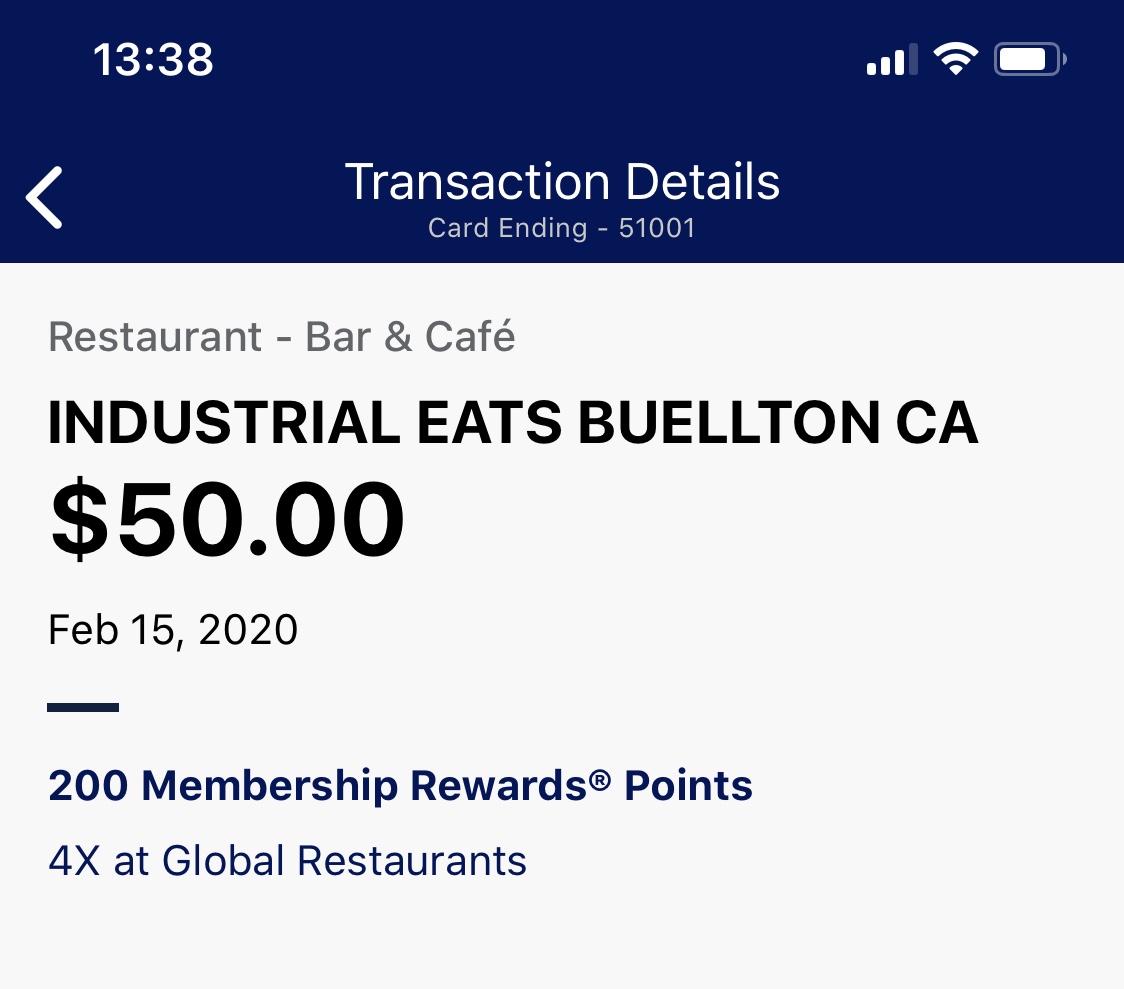 13:38
Transaction Details
Card Ending - 51001
Restaurant - Bar & Café
INDUSTRIAL EATS BUELLTON CA
$50.00
Feb 15, 2020
200 Membership Rewards® Points
4X at Global Restaurants